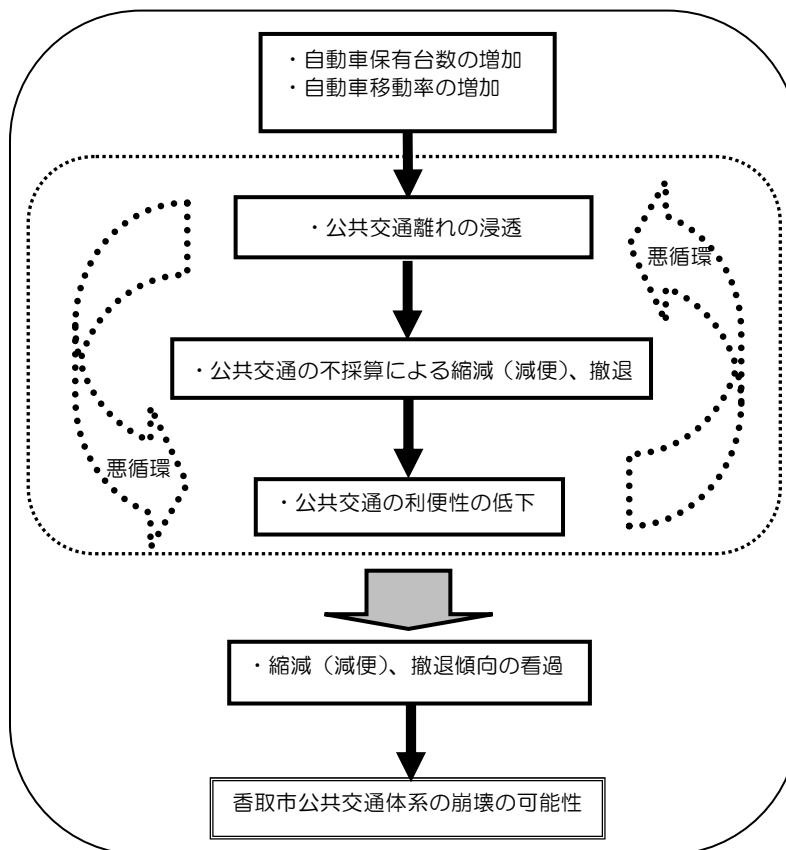 ・自動車保有台数の増加
・自動車移動率の増加
・公共交通離れの浸透
悪循環
・公共交通の不採算による縮減（減便）、撤退
悪循環
・公共交通の利便性の低下
・縮減（減便）、撤退傾向の看過
香取市公共交通体系の崩壊の可能性